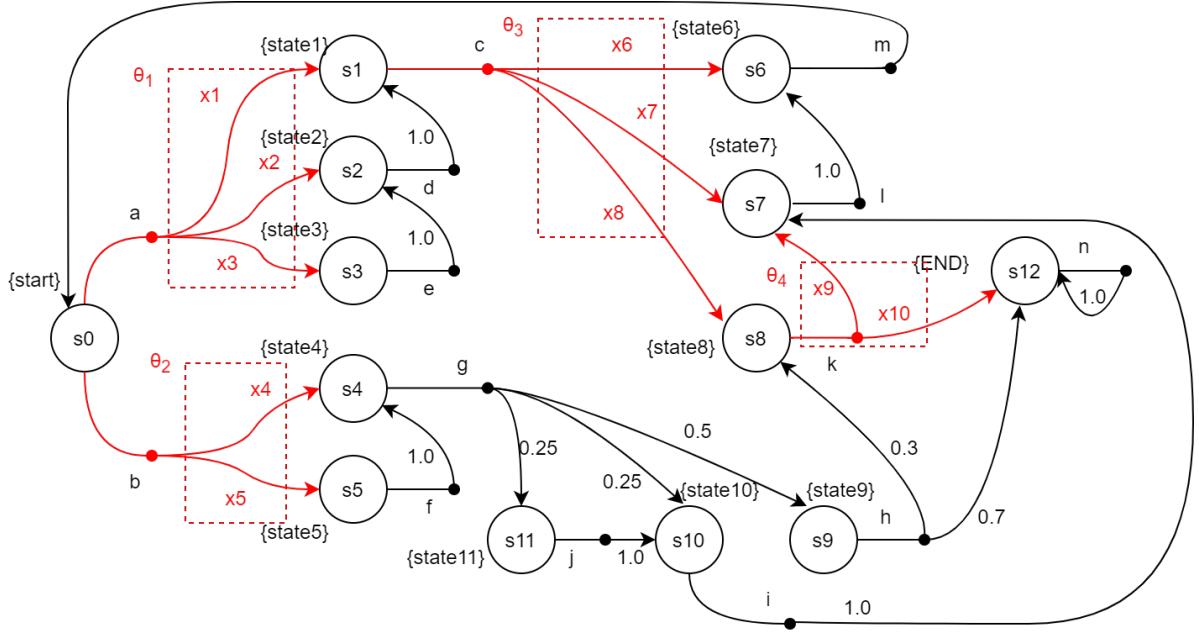 {state1}
s1
c
θ3
{state6}
x6
s6
m
θ1
x1
x7
{state2}
x2
s2
1.0
d
{state7}
s7
1.0
l
a
{state3}
x3
s3
1.0
e
x8
{start}
s0
θ4
x9
{END}
x10
s12
n
1.0
{state8}
s8
k
θ2
{state4}
x4
s4
g
0.5
0.3
0.25
0.25
b
x5
s5
1.0
f
{state5}
{state10}
{state9}
0.7
{state11}
s11
j
1.0
s10
s9
h
i
1.0